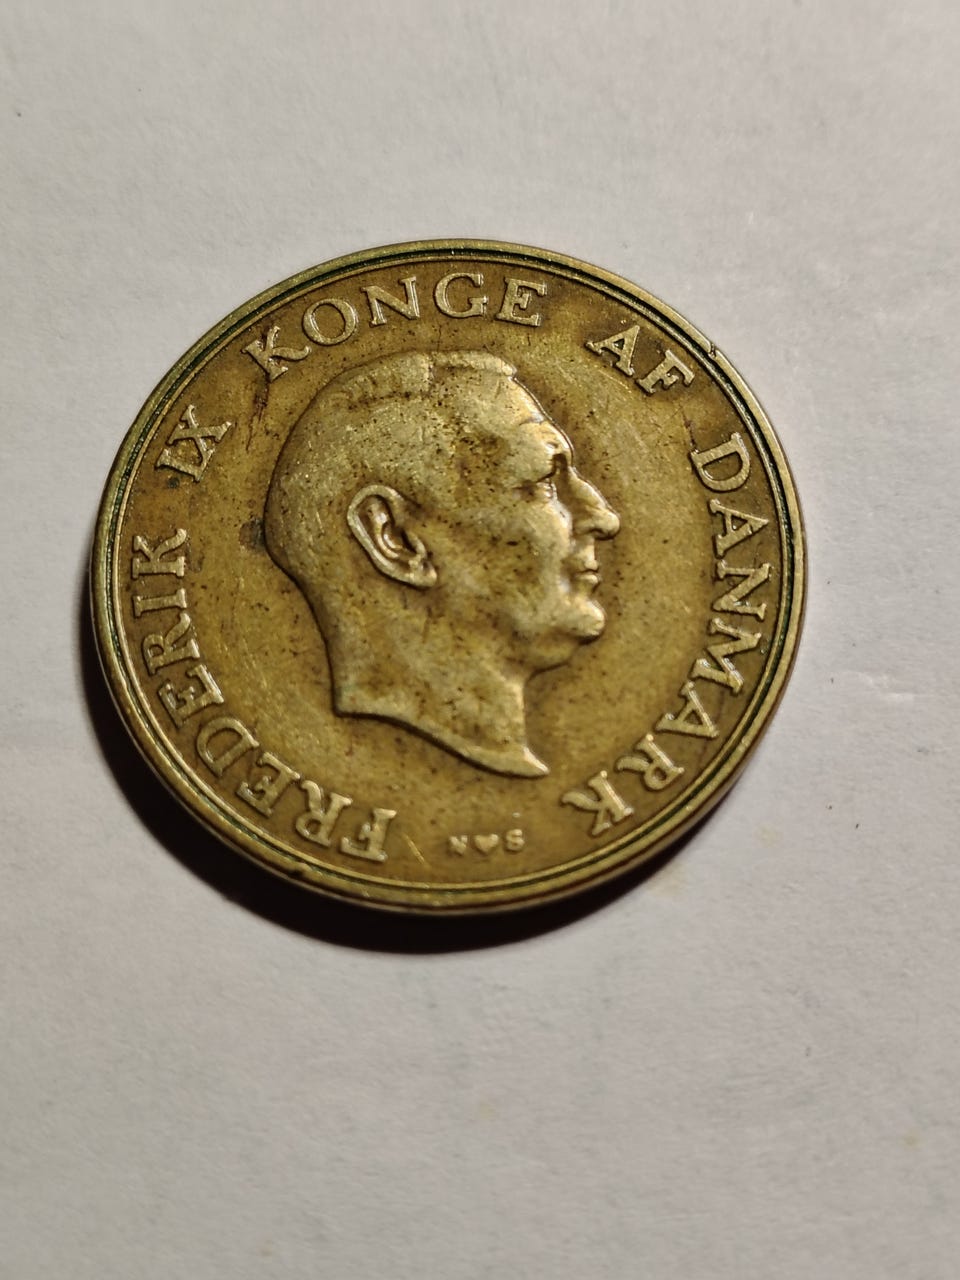 FREDERIK IX KONGE AF DANMARK
N♥S